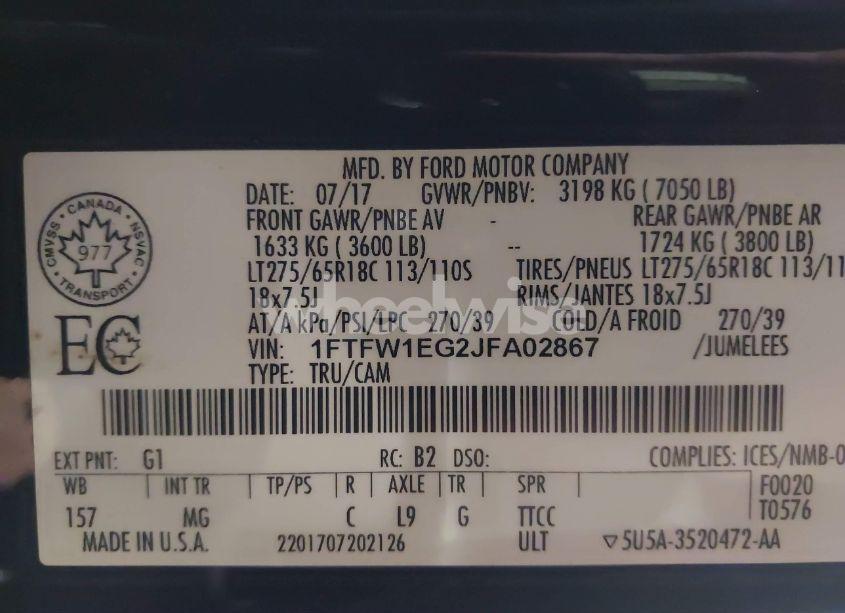 MFD. BY FORD MOTOR COMPANY
DATE: 07/17 GVWR/PNBV: 3198 KG ( 7050 LB)
FRONT GAWR/PNBE AV - REAR GAWR/PNBE AR
1633 KG ( 3600 LB) -- 1724 KG ( 3800 LB)
LT275/65R18C 113/110S TIRES/PNEUS LT275/65R18C 113/11
18x7.5J RIMS/JANTES 18x7.5J
AT/A kPa/PSI/LPC 270/39 COLD/A FROID 270/39
VIN: 1FTFW1EG2JFA02867 /JUMELEES
TYPE: TRU/CAM
CANADA
CMVSS NSVAC
977
TRANSPORT
EC
wheelwise
EXT PNT: G1 RC: B2 DSO: COMPLIES: ICES/NMB-0
WB INT TR TP/PS R AXLE TR SPR F0020
157 MG C L9 G TTCC T0576
MADE IN U.S.A. 2201707202126 ULT ▽5U5A-3520472-AA